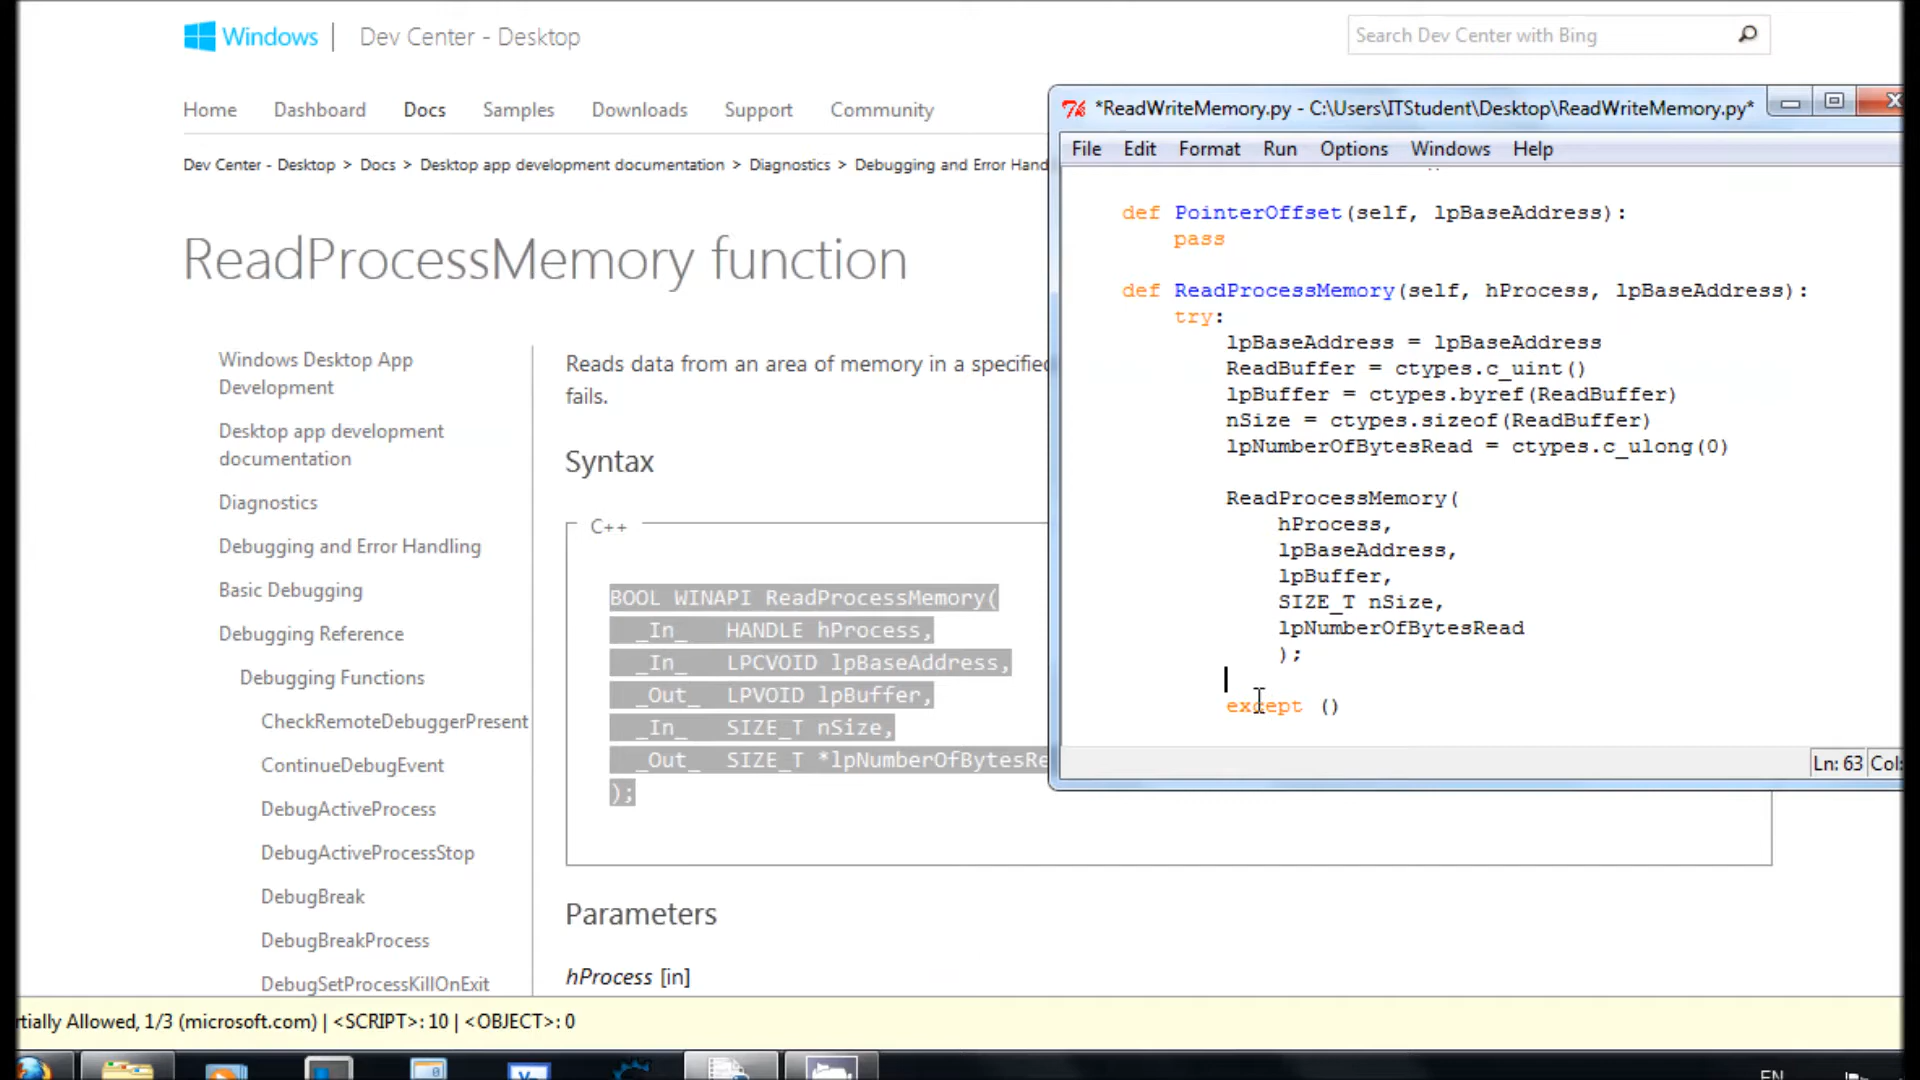 Windows | Dev Center - Desktop
Search Dev Center with Bing
Home Dashboard Docs Samples Downloads Support Community
Dev Center - Desktop > Docs > Desktop app development documentation > Diagnostics > Debugging and Error Hand
ReadProcessMemory function
Windows Desktop App
Development
Desktop app development
documentation
Diagnostics
Debugging and Error Handling
Basic Debugging
Debugging Reference
Debugging Functions
CheckRemoteDebuggerPresent
ContinueDebugEvent
DebugActiveProcess
DebugActiveProcessStop
DebugBreak
DebugBreakProcess
DebugSetProcessKillOnExit
Reads data from an area of memory in a specified
fails.
Syntax
C++
BOOL WINAPI ReadProcessMemory(
_In_ HANDLE hProcess,
_In_ LPCVOID lpBaseAddress,
_Out_ LPVOID lpBuffer,
_In_ SIZE_T nSize,
_Out_ SIZE_T *lpNumberOfBytesRe
);
Parameters
hProcess [in]
*ReadWriteMemory.py - C:\Users\ITStudent\Desktop\ReadWriteMemory.py*
File Edit Format Run Options Windows Help
def PointerOffset(self, lpBaseAddress):
pass
def ReadProcessMemory(self, hProcess, lpBaseAddress):
try:
lpBaseAddress = lpBaseAddress
ReadBuffer = ctypes.c_uint()
lpBuffer = ctypes.byref(ReadBuffer)
nSize = ctypes.sizeof(ReadBuffer)
lpNumberOfBytesRead = ctypes.c_ulong(0)
ReadProcessMemory(
hProcess,
lpBaseAddress,
lpBuffer,
SIZE_T nSize,
lpNumberOfBytesRead
);
except ()
Ln: 63 Col:
rtially Allowed, 1/3 (microsoft.com) | <SCRIPT>: 10 | <OBJECT>: 0
EN